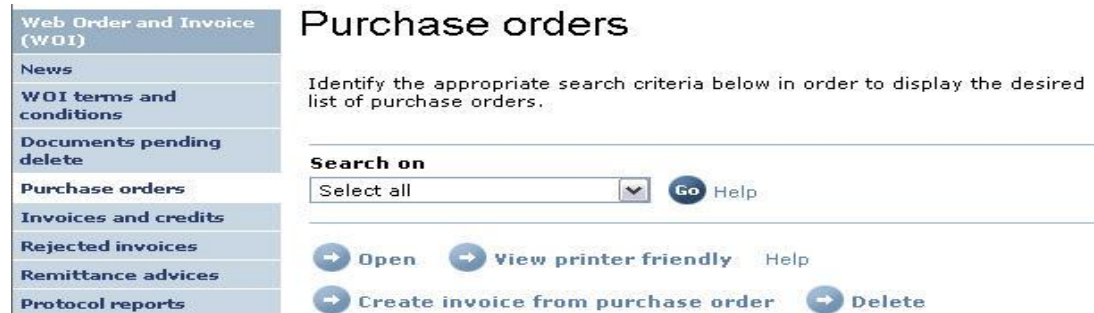 Web Order and Invoice
(WOI)
News
WOI terms and
conditions
Documents pending
delete
Purchase orders
Invoices and credits
Rejected invoices
Remittance advices
Protocol reports
Purchase orders
Identify the appropriate search criteria below in order to display the desired
list of purchase orders.
Search on
Select all
Go Help
Open View printer friendly Help
Create invoice from purchase order Delete